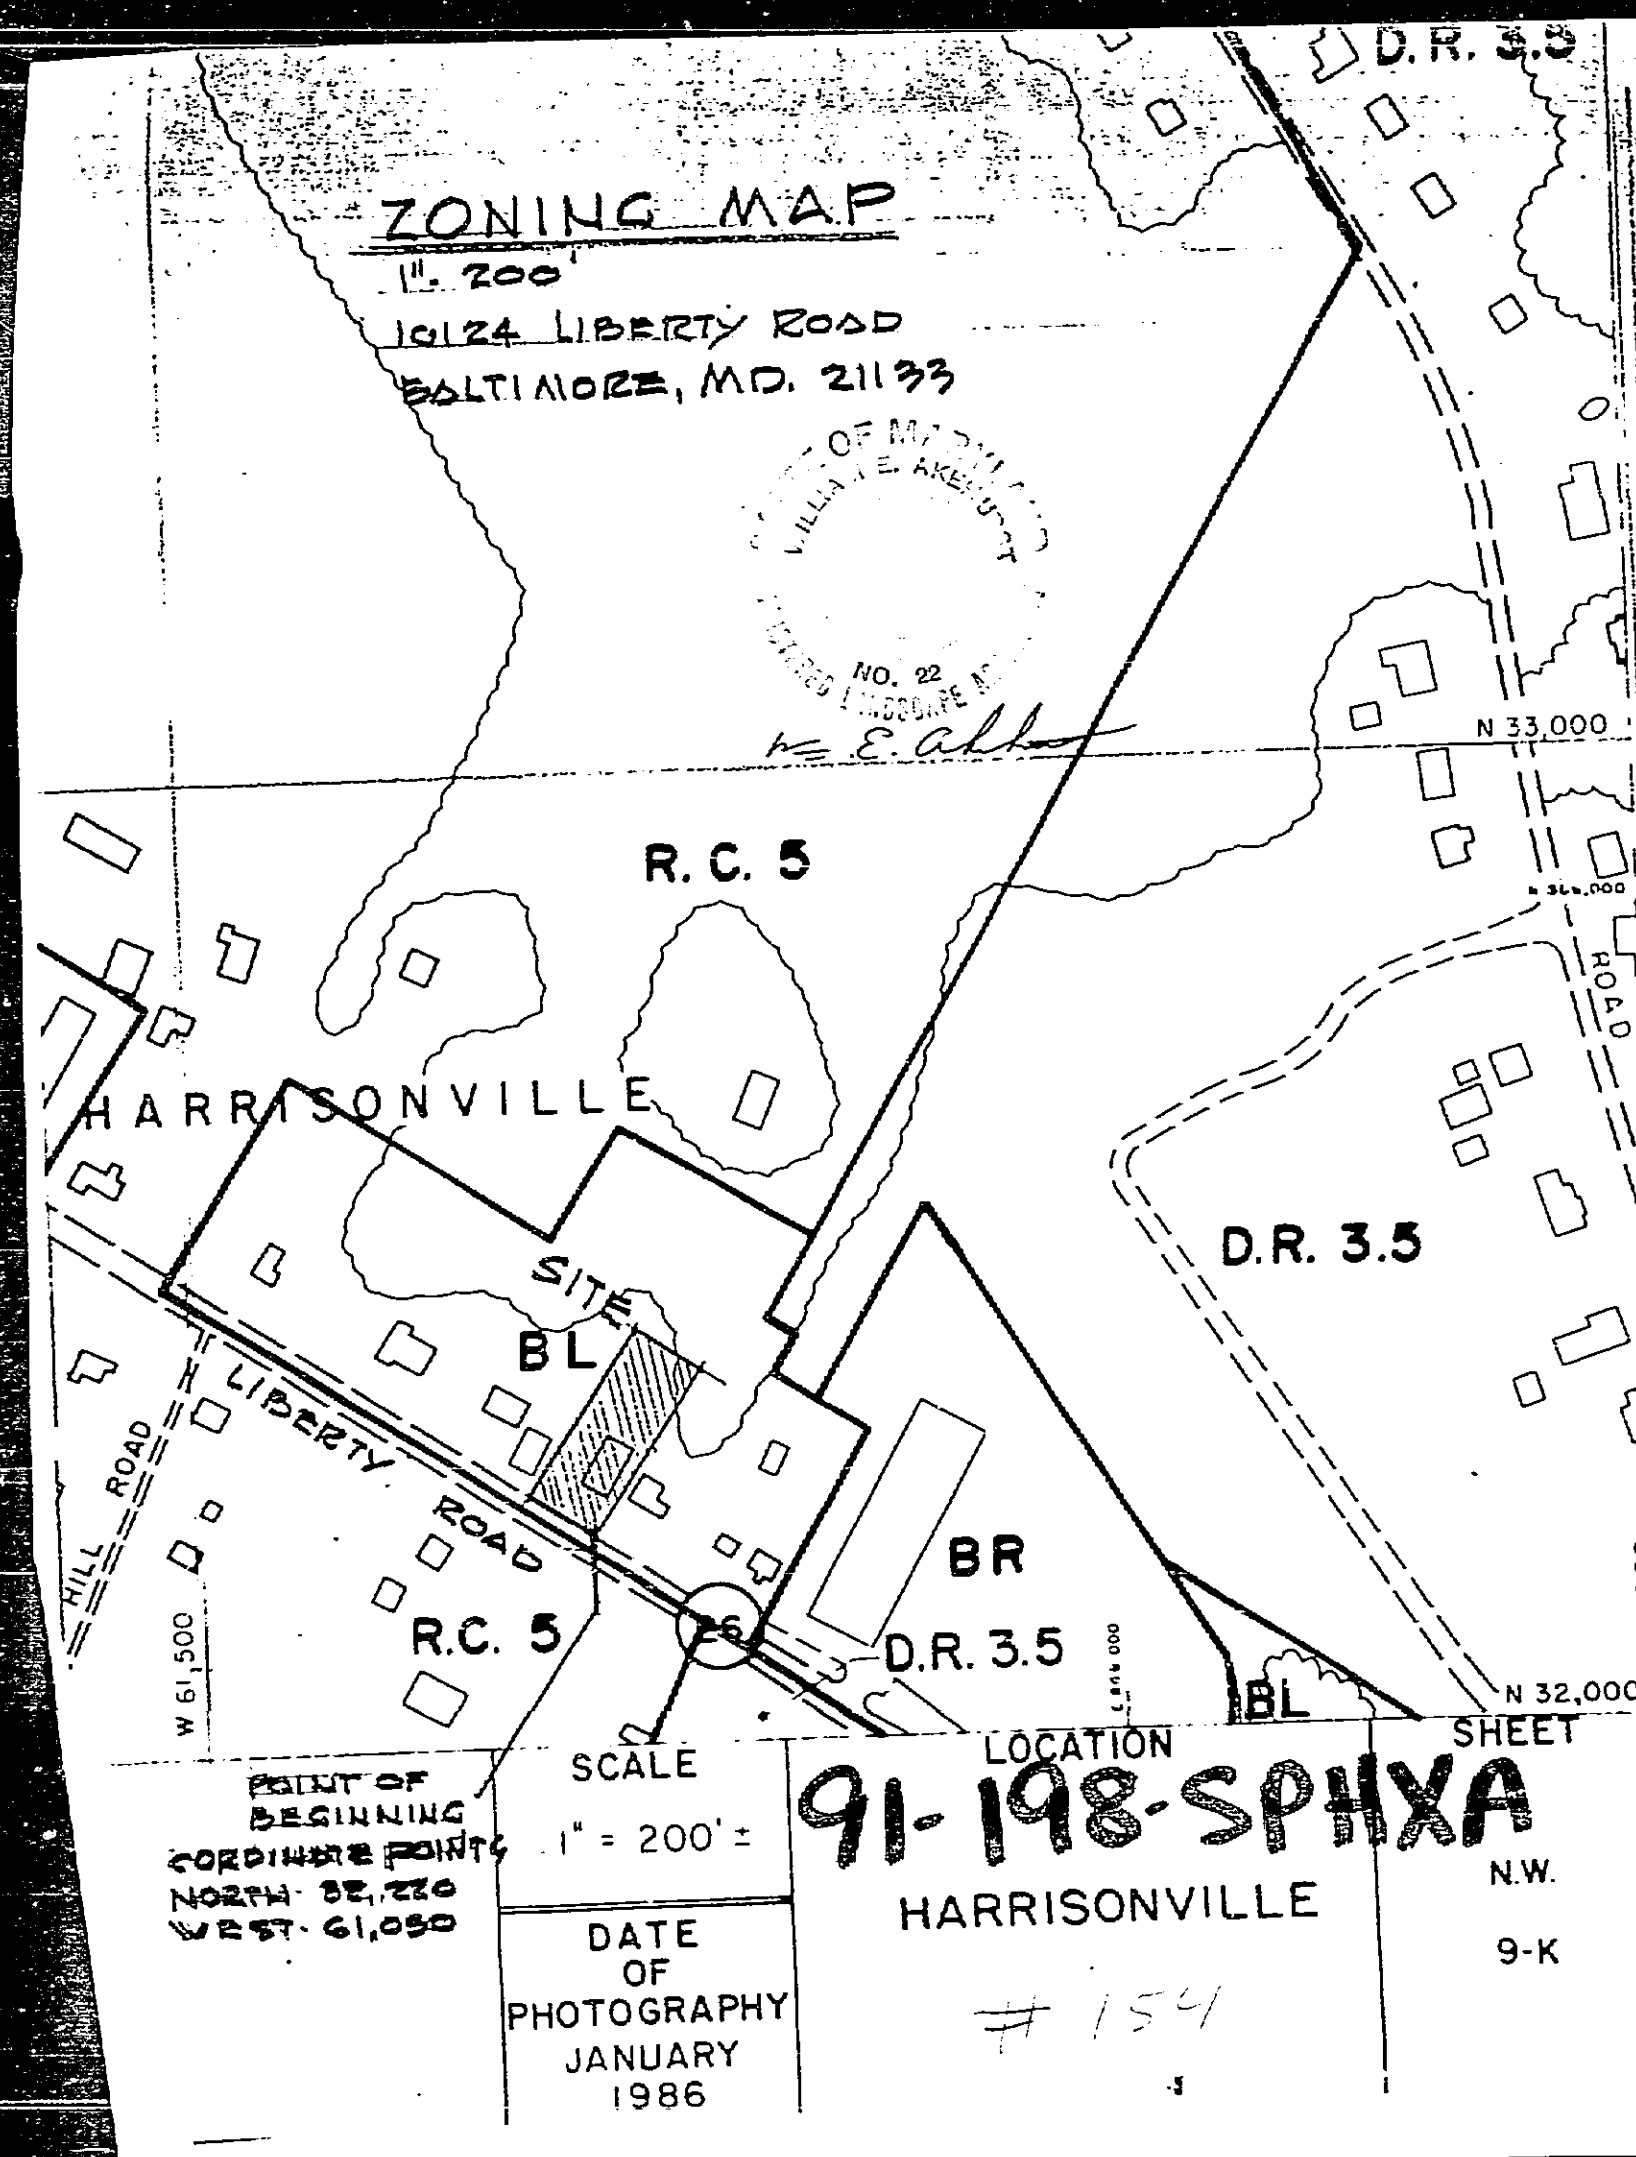 D.R. 3.5
ZONING MAP
1". 200'
10124 LIBERTY ROAD
BALTIMORE, MD. 21133
OF
E.
NO. 22
N 33,000
R. C. 5
ROAD
HARRISONVILLE
D.R. 3.5
SITE
BL
LIBERTY ROAD
HILL ROAD
26
BR
R.C. 5
D.R. 3.5
W 61,500
BL
N 32,000
POINT OF
BEGINNING
CORDINATE POINTS
NORTH- 32,220
WEST- 61,050
SCALE
1" = 200' ±
DATE
OF
PHOTOGRAPHY
JANUARY
1986
LOCATION
91-198-SPHXA
HARRISONVILLE
# 154
SHEET
N.W.
9-K